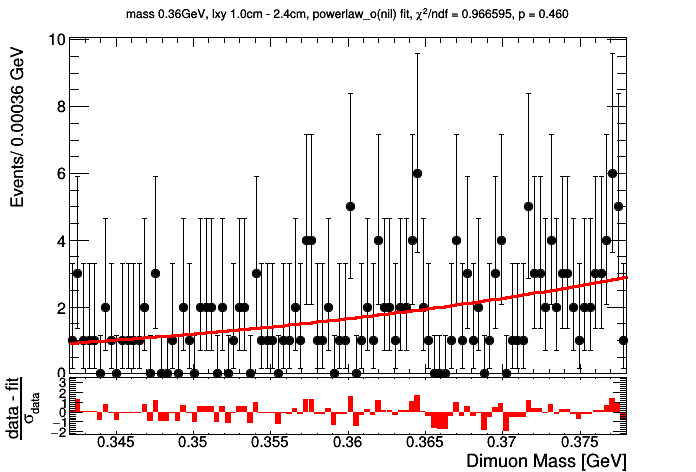 mass 0.36GeV, lxy 1.0cm - 2.4cm, powerlaw_o(nil) fit, χ²/ndf = 0.966595, p = 0.460
Events/ 0.00036 GeV
10
8
6
4
2
0
data - fit
σdata
3
2
1
0
−1
−2
0.345 0.35 0.355 0.36 0.365 0.37 0.375
Dimuon Mass [GeV]